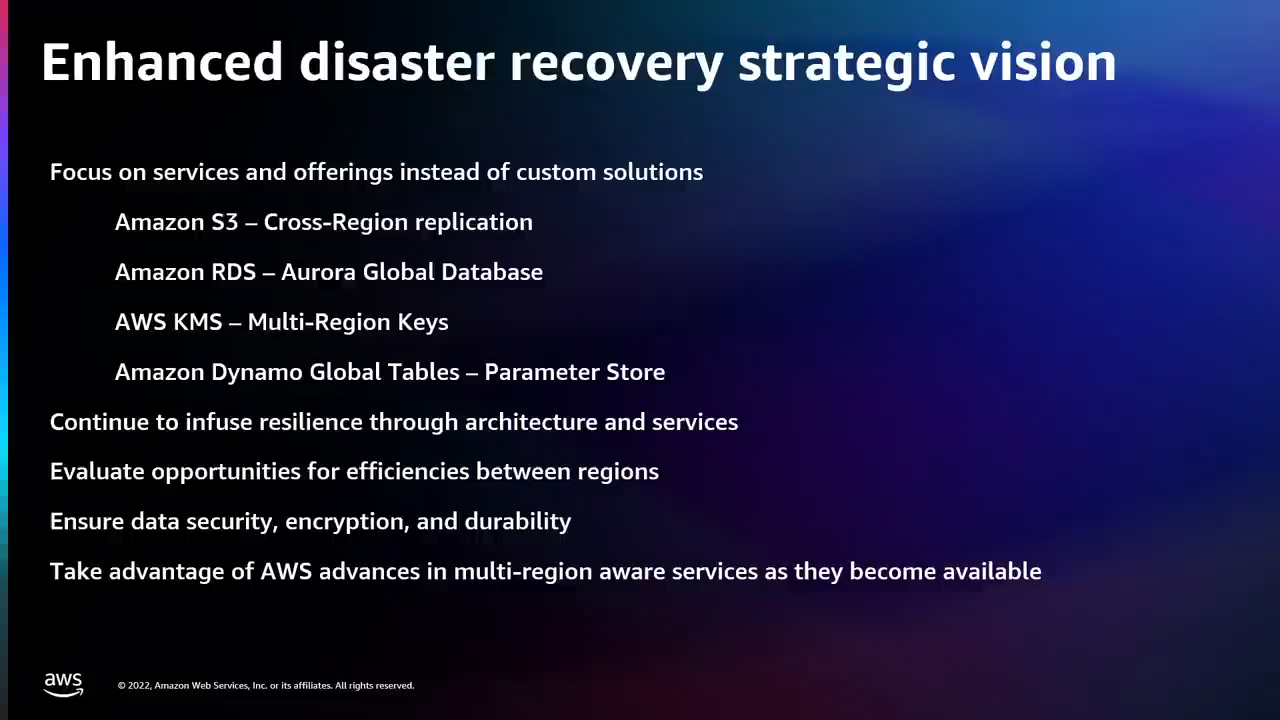 Enhanced disaster recovery strategic vision
Focus on services and offerings instead of custom solutions
Amazon S3 – Cross-Region replication
Amazon RDS – Aurora Global Database
AWS KMS – Multi-Region Keys
Amazon Dynamo Global Tables – Parameter Store
Continue to infuse resilience through architecture and services
Evaluate opportunities for efficiencies between regions
Ensure data security, encryption, and durability
Take advantage of AWS advances in multi-region aware services as they become available
aws
© 2022, Amazon Web Services, Inc. or its affiliates. All rights reserved.